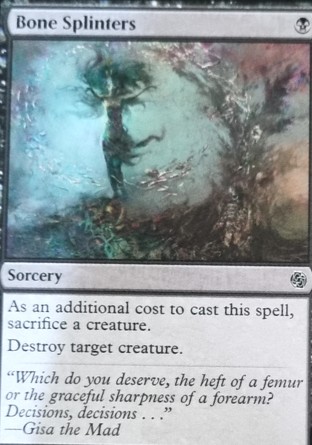 Bone Splinters
Sorcery
As an additional cost to cast this spell,
sacrifice a creature.
Destroy target creature.
“Which do you deserve, the heft of a femur
or the graceful sharpness of a forearm?
Decisions, decisions . . .”
—Gisa the Mad